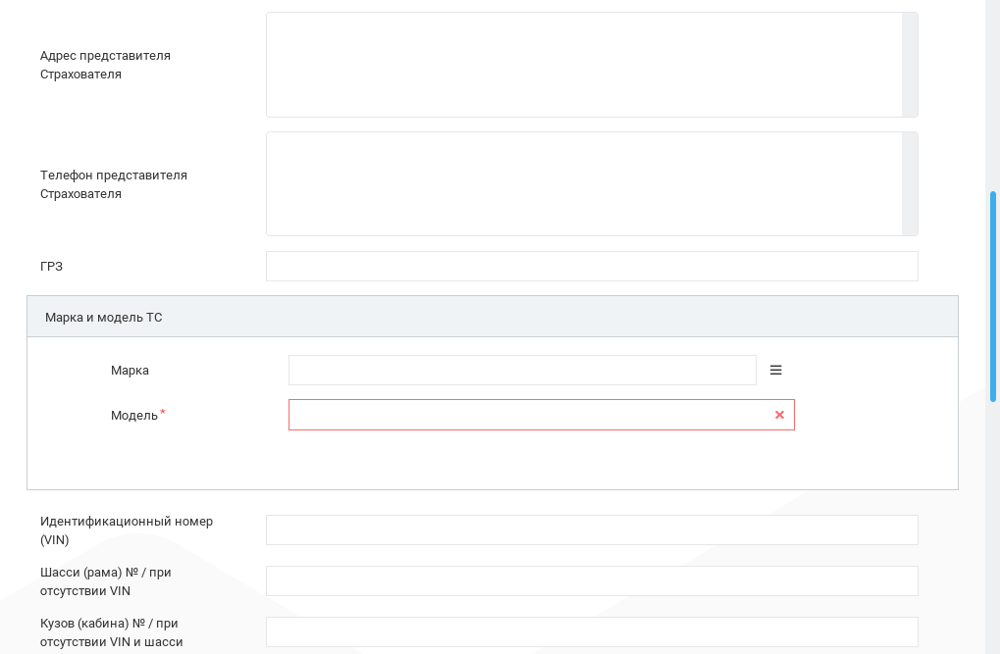 Адрес представителя
Страхователя
Телефон представителя
Страхователя
ГРЗ
Марка и модель ТС
Марка
Модель *
Идентификационный номер
(VIN)
Шасси (рама) № / при
отсутствии VIN
Кузов (кабина) № / при
отсутствии VIN и шасси